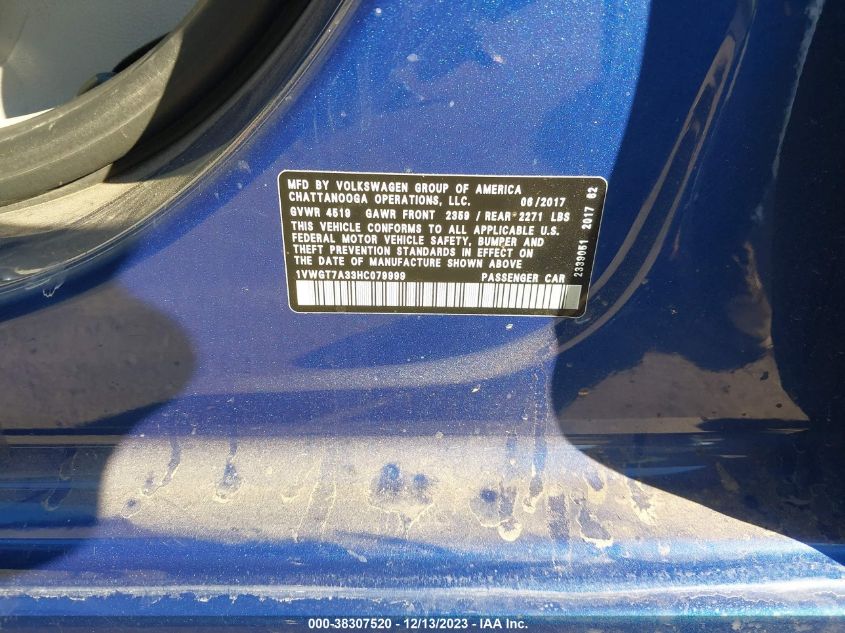 MFD BY VOLKSWAGEN GROUP OF AMERICA
CHATTANOOGA OPERATIONS, LLC. 06/2017
GVWR 4519 GAWR FRONT 2359 / REAR 2271 LBS
THIS VEHICLE CONFORMS TO ALL APPLICABLE U.S.
FEDERAL MOTOR VEHICLE SAFETY, BUMPER AND
THEFT PREVENTION STANDARDS IN EFFECT ON
THE DATE OF MANUFACTURE SHOWN ABOVE
1VWGT7A33HC079999 PASSENGER CAR
2339051 2017 62
000-38307520 - 12/13/2023 - IAA Inc.